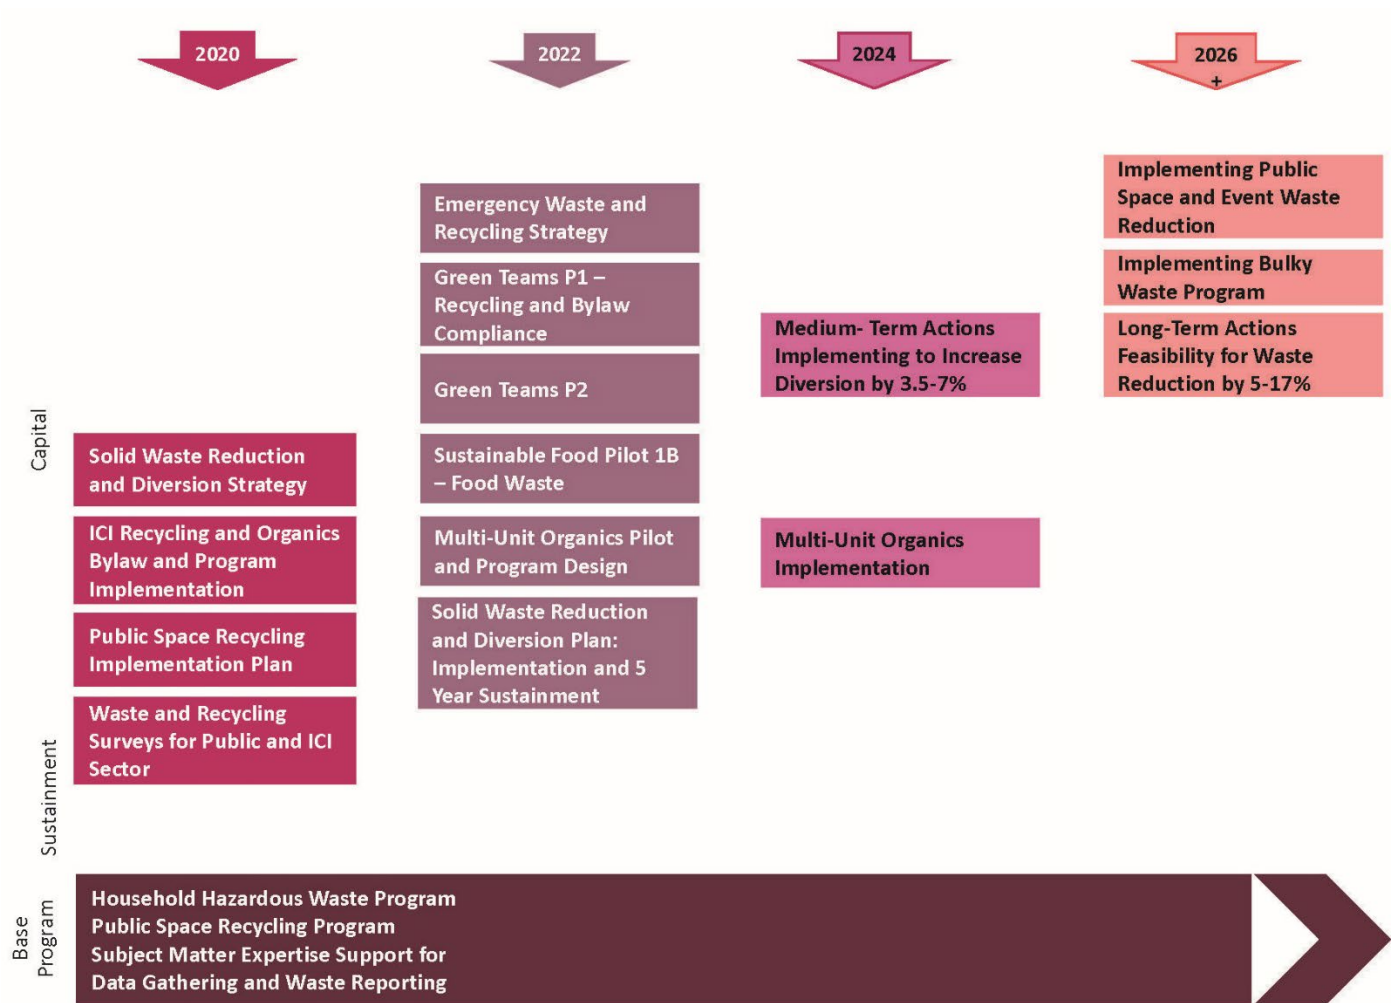 2020
2022
2024
2026
+
Capital
Sustainment
Base
Program
Solid Waste Reduction
and Diversion Strategy
ICI Recycling and Organics
Bylaw and Program
Implementation
Public Space Recycling
Implementation Plan
Waste and Recycling
Surveys for Public and ICI
Sector
Emergency Waste and
Recycling Strategy
Green Teams P1 –
Recycling and Bylaw
Compliance
Green Teams P2
Sustainable Food Pilot 1B
– Food Waste
Multi-Unit Organics Pilot
and Program Design
Solid Waste Reduction
and Diversion Plan:
Implementation and 5
Year Sustainment
Medium- Term Actions
Implementing to Increase
Diversion by 3.5-7%
Multi-Unit Organics
Implementation
Implementing Public
Space and Event Waste
Reduction
Implementing Bulky
Waste Program
Long-Term Actions
Feasibility for Waste
Reduction by 5-17%
Household Hazardous Waste Program
Public Space Recycling Program
Subject Matter Expertise Support for
Data Gathering and Waste Reporting